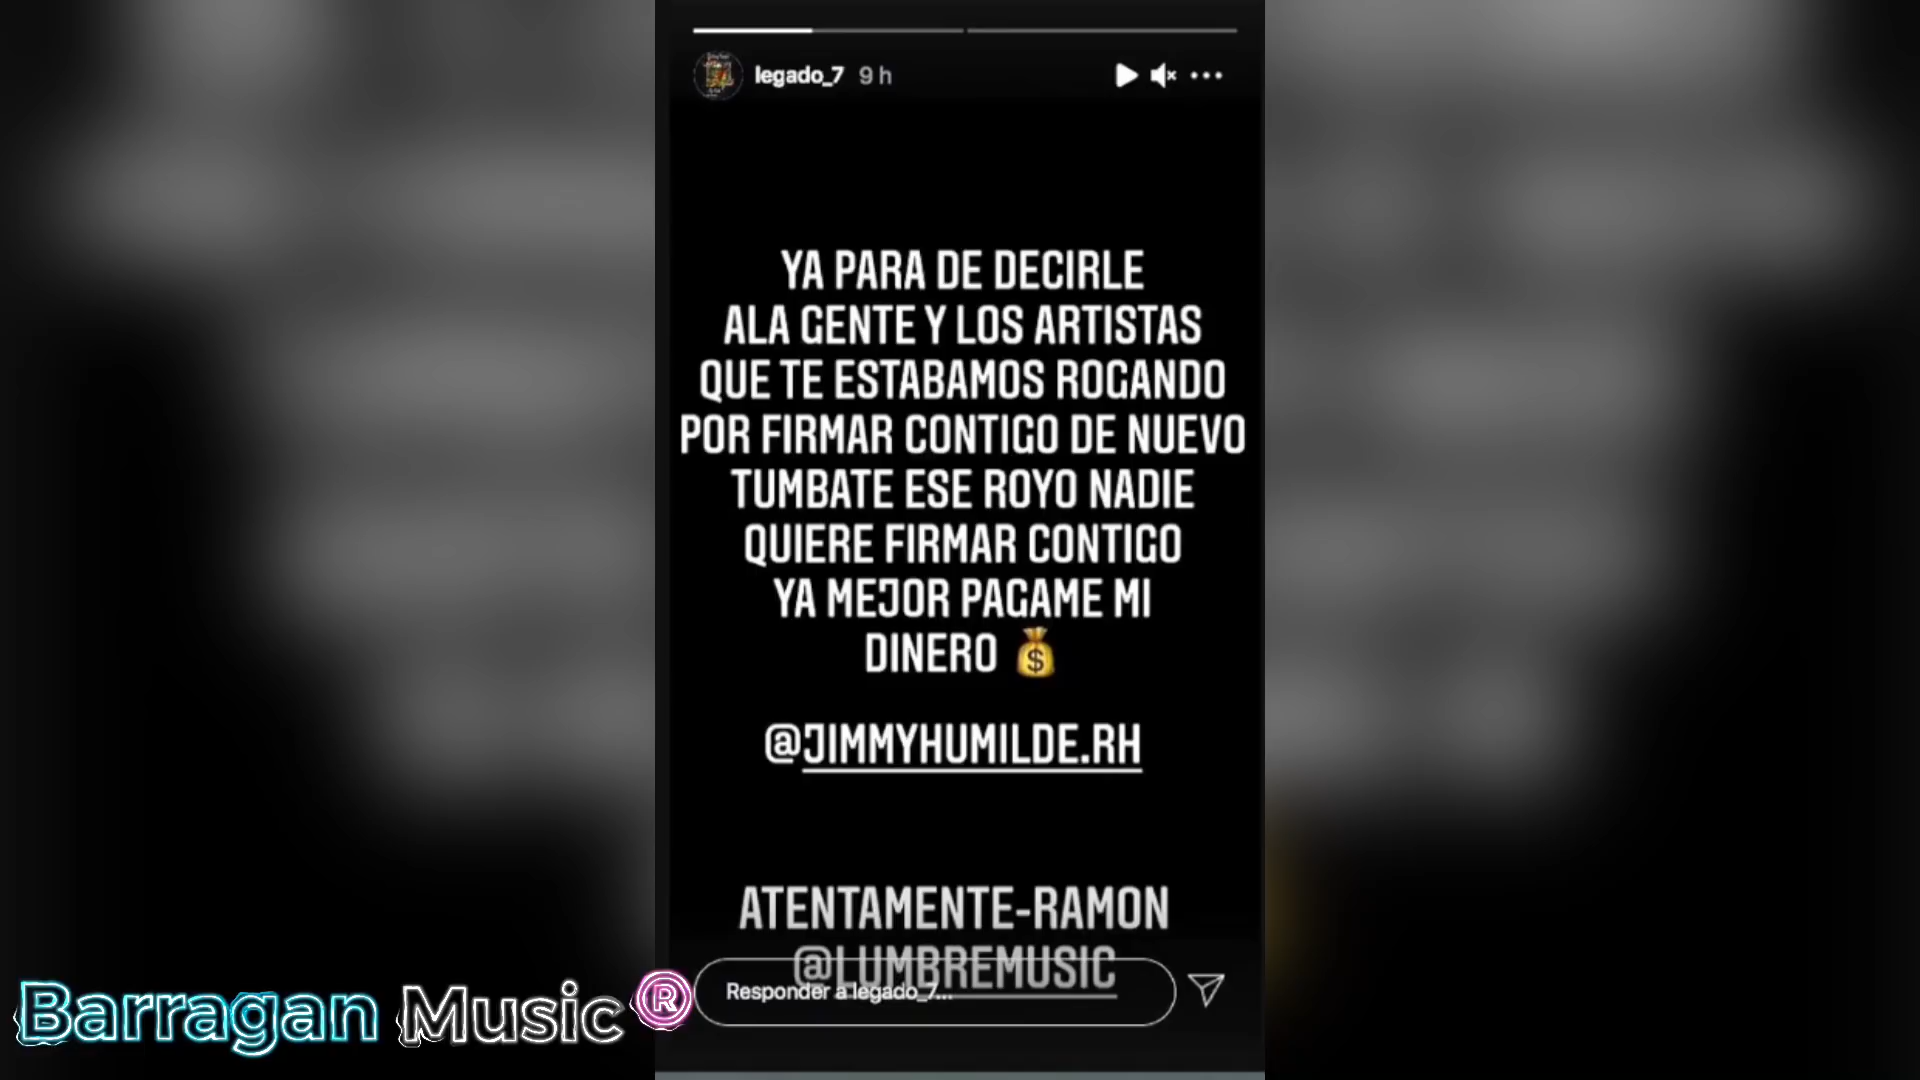 legado_7 9 h
YA PARA DE DECIRLE
ALA GENTE Y LOS ARTISTAS
QUE TE ESTABAMOS ROGANDO
POR FIRMAR CONTIGO DE NUEVO
TUMBATE ESE ROYO NADIE
QUIERE FIRMAR CONTIGO
YA MEJOR PAGAME MI
DINERO 💰
@JIMMYHUMILDE.RH
ATENTAMENTE-RAMON
@LUMBREMUSIC
Responder a legado_7...
Barragan Music ®